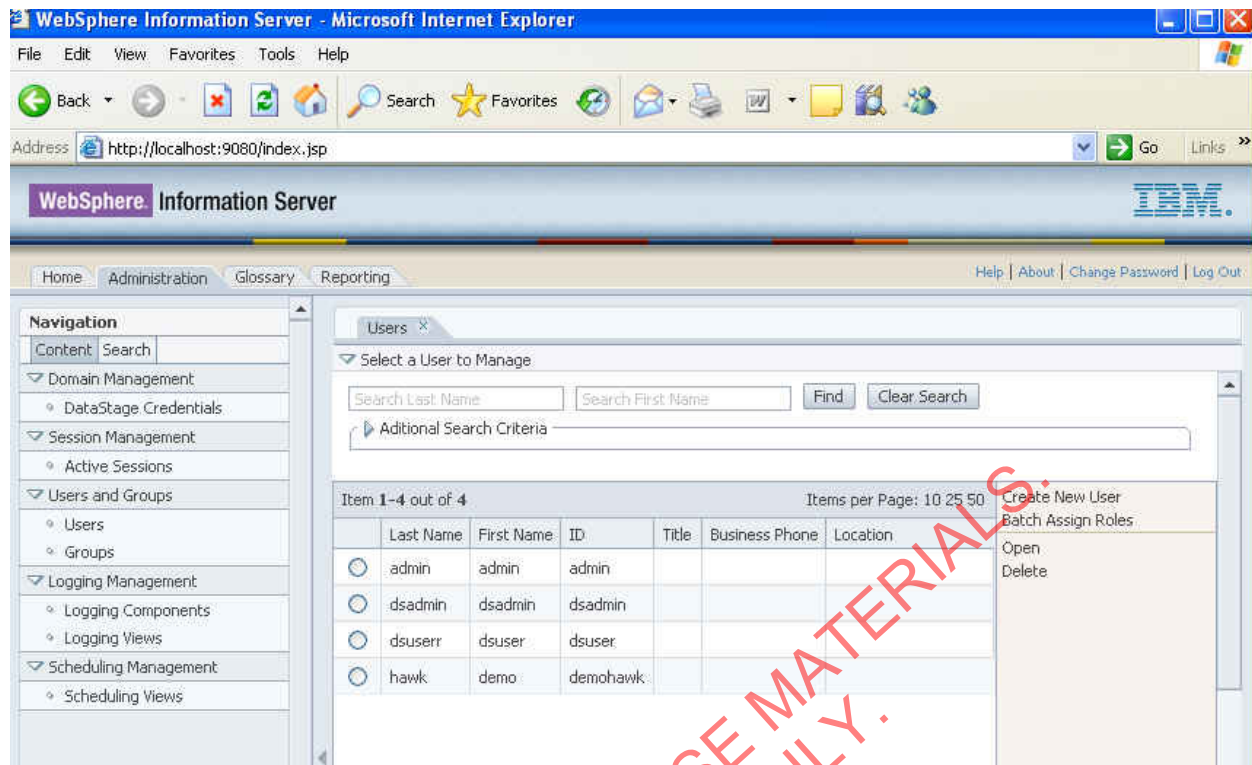 WebSphere Information Server - Microsoft Internet Explorer
File Edit View Favorites Tools Help
Back Search Favorites
Address http://localhost:9080/index.jsp Go Links »
WebSphere. Information Server IBM.
Home Administration Glossary Reporting Help | About | Change Password | Log Out
Navigation
Content Search
Domain Management
DataStage Credentials
Session Management
Active Sessions
Users and Groups
Users
Groups
Logging Management
Logging Components
Logging Views
Scheduling Management
Scheduling Views
Users
Select a User to Manage
Search Last Name Search First Name Find Clear Search
Aditional Search Criteria
Item 1-4 out of 4 Items per Page: 10 25 50
Last Name First Name ID Title Business Phone Location
admin admin admin
dsadmin dsadmin dsadmin
dsuserr dsuser dsuser
hawk demo demohawk
Create New User
Batch Assign Roles
Open
Delete
MATERIALS.